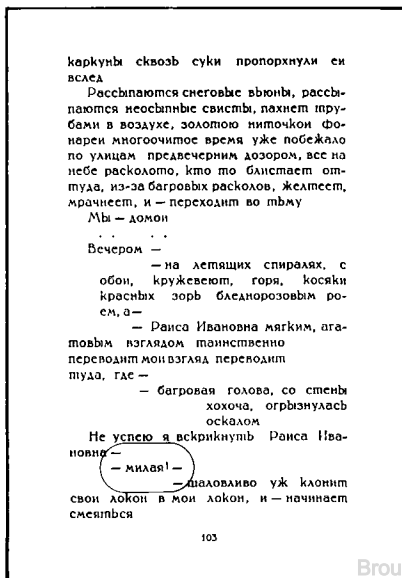 каркуны сквозь суки пропорхнули ей
вслед
Рассыпаются снеговые вьюны, рассы-
паются неосыпные свисты, пахнет тру-
бами в воздухе, золотою ниточкой фо-
нарей многоочитое время уже побежало
по улицам предвечерним дозором, все на
небе расколото, кто то блистает от-
туда, из-за багровых расколов, желтеет,
мрачнеет, и — переходит во тьму
Мы — домой
. . . .
Вечером —
— на летящих спиралях, с
обои, кружевеют, горя, косяки
красных зорь бледнорозовым ро-
ем, а—
— Раиса Ивановна мягким, ага-
товым взглядом таинственно
переводит мой взгляд переводит
туда, где —
— багровая голова, со стены
хохоча, огрызнулась
оскалом
Не успею я вскрикнуть Раиса Ива-
новна —
— милая! —
—шаловливо уж клонит
свой локон в мой локон, и — начинает
смеяться
103
Brou